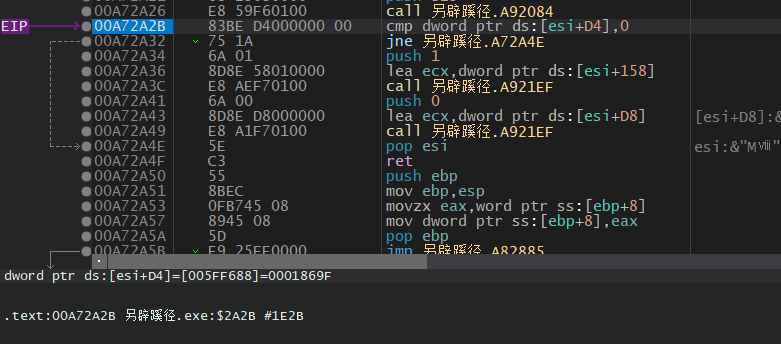 00A72A26 E8 59F60100 call 另辟蹊径.A92084
EIP 00A72A2B 83BE D4000000 00 cmp dword ptr ds:[esi+D4],0
00A72A32 75 1A jne 另辟蹊径.A72A4E
00A72A34 6A 01 push 1
00A72A36 8D8E 58010000 lea ecx,dword ptr ds:[esi+158]
00A72A3C E8 AEF70100 call 另辟蹊径.A921EF
00A72A41 6A 00 push 0
00A72A43 8D8E D8000000 lea ecx,dword ptr ds:[esi+D8] [esi+D8]:&
00A72A49 E8 A1F70100 call 另辟蹊径.A921EF
00A72A4E 5E pop esi esi:&"Mⅷ"
00A72A4F C3 ret
00A72A50 55 push ebp
00A72A51 8BEC mov ebp,esp
00A72A53 0FB745 08 movzx eax,word ptr ss:[ebp+8]
00A72A57 8945 08 mov dword ptr ss:[ebp+8],eax
00A72A5A 5D pop ebp
00A72A5B E9 25FE0000 jmp 另辟蹊径.A82885
dword ptr ds:[esi+D4]=[005FF688]=0001869F
.text:00A72A2B 另辟蹊径.exe:$2A2B #1E2B